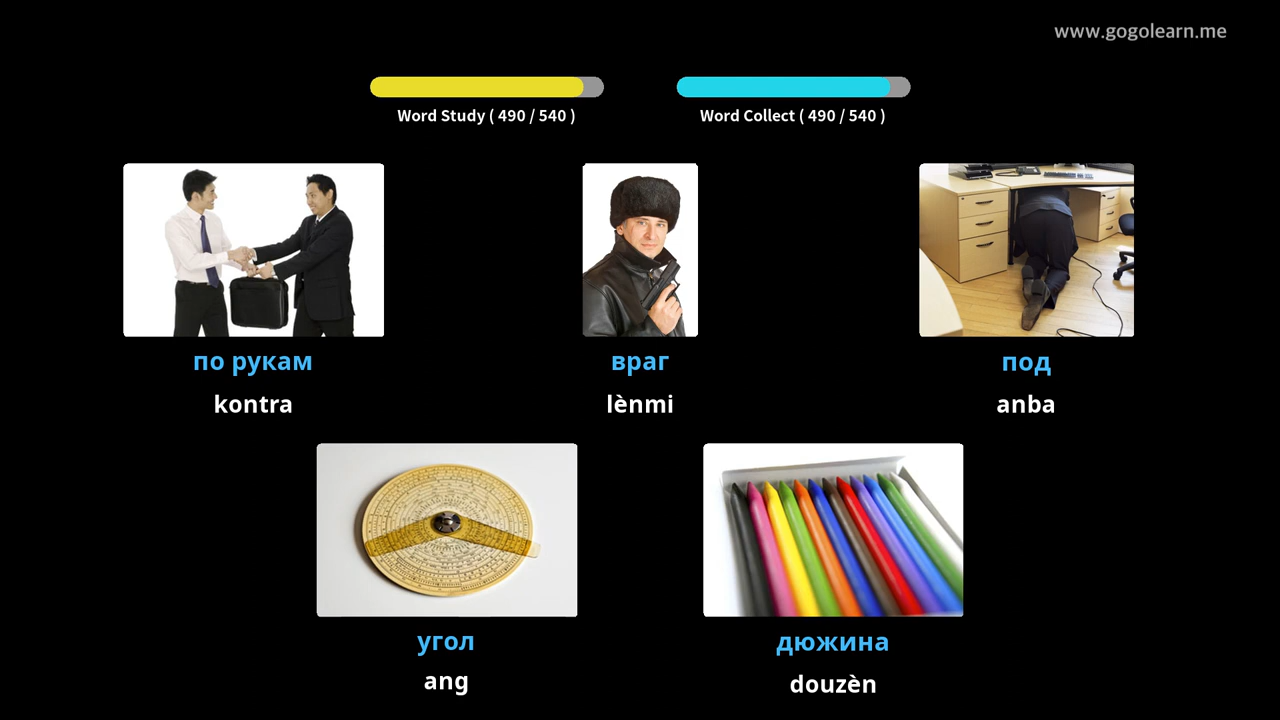 www.gogolearn.me
Word Study ( 490 / 540 )
Word Collect ( 490 / 540 )
по рукам
kontra
враг
lènmi
под
anba
угол
ang
дюжина
douzèn